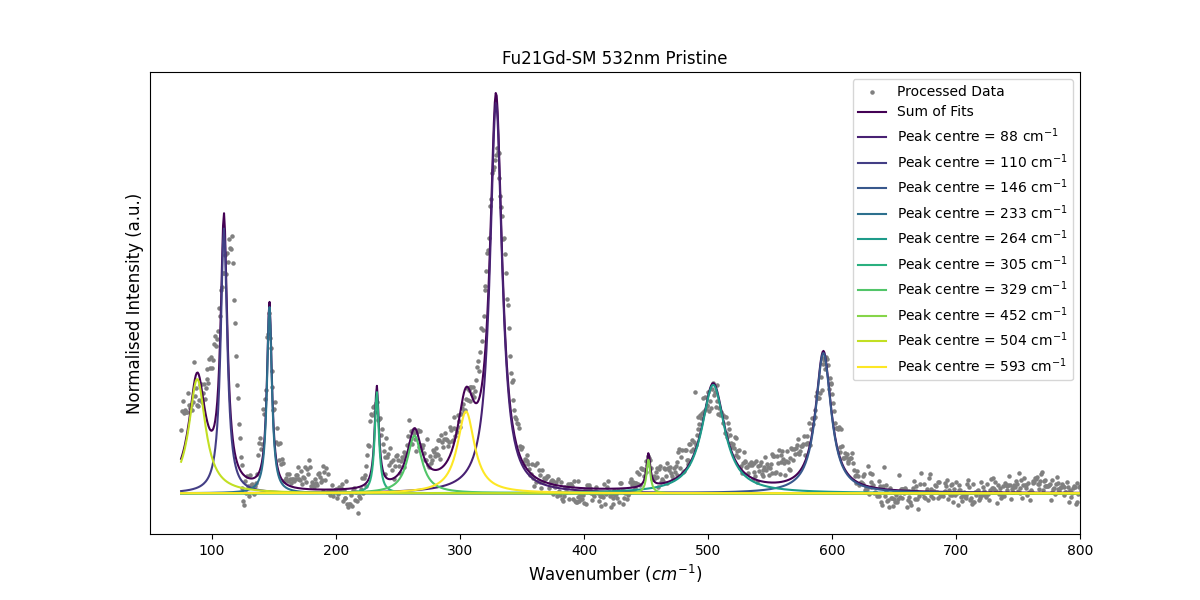 Fu21Gd-SM 532nm Pristine
Normalised Intensity (a.u.)
Processed Data
Sum of Fits
Peak centre = 88 cm⁻¹
Peak centre = 110 cm⁻¹
Peak centre = 146 cm⁻¹
Peak centre = 233 cm⁻¹
Peak centre = 264 cm⁻¹
Peak centre = 305 cm⁻¹
Peak centre = 329 cm⁻¹
Peak centre = 452 cm⁻¹
Peak centre = 504 cm⁻¹
Peak centre = 593 cm⁻¹
100 200 300 400 500 600 700 800
Wavenumber (cm⁻¹)